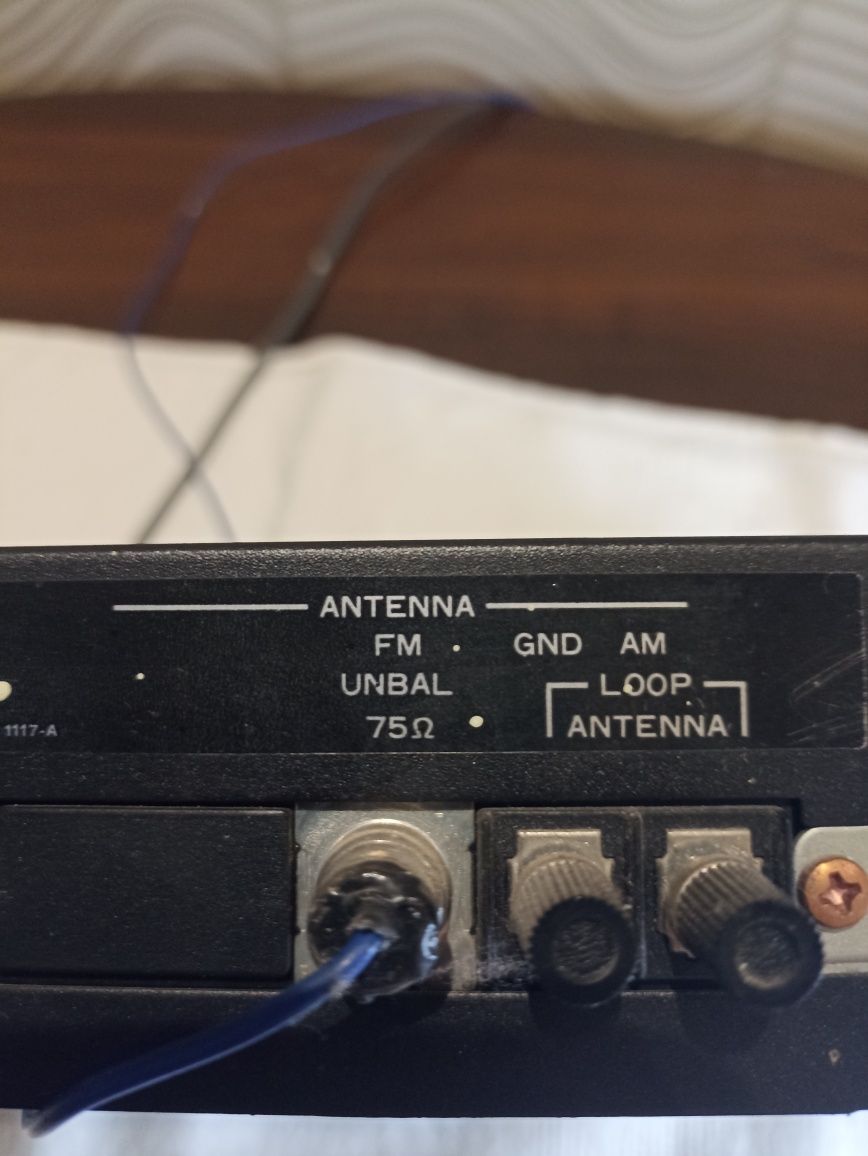 ANTENNA
FM GND AM
UNBAL LOOP
75Ω ANTENNA
1117-A